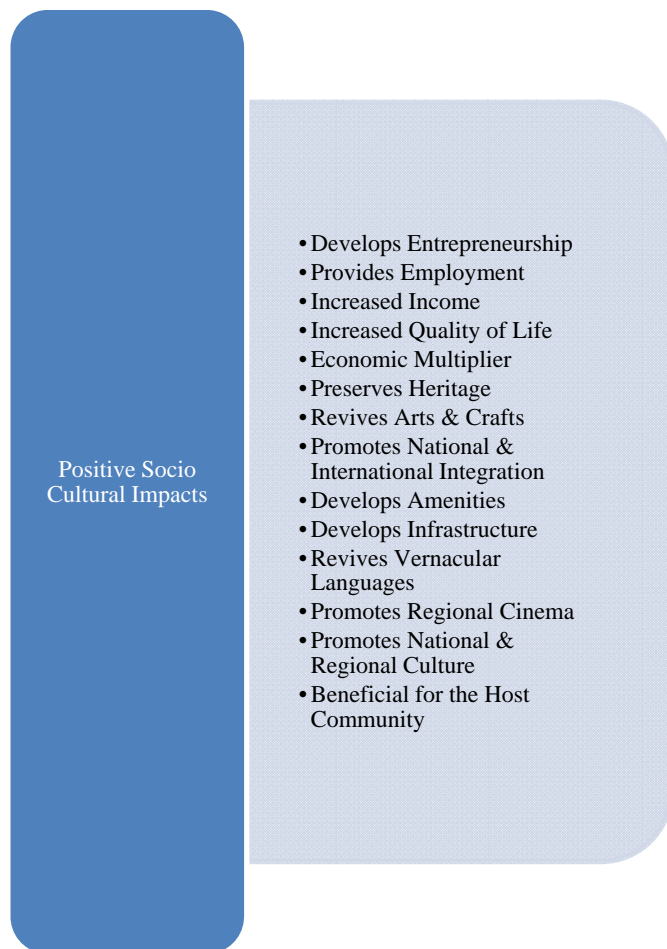 Positive Socio
Cultural Impacts
•Develops Entrepreneurship
•Provides Employment
•Increased Income
•Increased Quality of Life
•Economic Multiplier
•Preserves Heritage
•Revives Arts & Crafts
•Promotes National &
International Integration
•Develops Amenities
•Develops Infrastructure
•Revives Vernacular
Languages
•Promotes Regional Cinema
•Promotes National &
Regional Culture
•Beneficial for the Host
Community